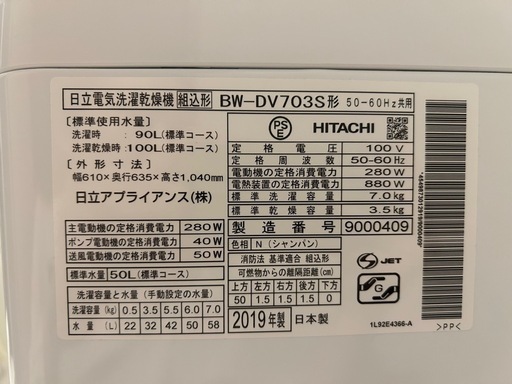 日立電気洗濯乾燥機 組込形 BW-DV703S形 50-60Hz共用
[標準使用水量]
洗濯時 : 90L(標準コース)
洗濯乾燥時:100L(標準コース)
[外形寸法]
幅610×奥行635×高さ1,040mm
日立アプライアンス(株)
主電動機の定格消費電力 280W
ポンプ電動機の定格消費電力 40W
送風電動機の定格消費電力 50W
標準水量 50L(標準コース)
洗濯容量と水量 (手動設定の水量)
洗濯容量(kg) 0.5 3.5 5.5 6.0 7.0
水量(L) 22 32 42 50 58
PSE HITACHI
定格電圧 100V
定格周波数 50-60Hz
電動機の定格消費電力 280W
電熱装置の定格消費電力 880W
標準洗濯容量 7.0kg
標準乾燥容量 3.5kg
製造番号 9000409
色相 N (シャンパン)
消防法 基準適合 組込形
可燃物からの離隔距離(cm)
上方 左方 右方 前方 後方 下方
50 1.5 1.5 1.5 0
2019年製 日本製
S JET
G
1L92E4366-A
>PP<